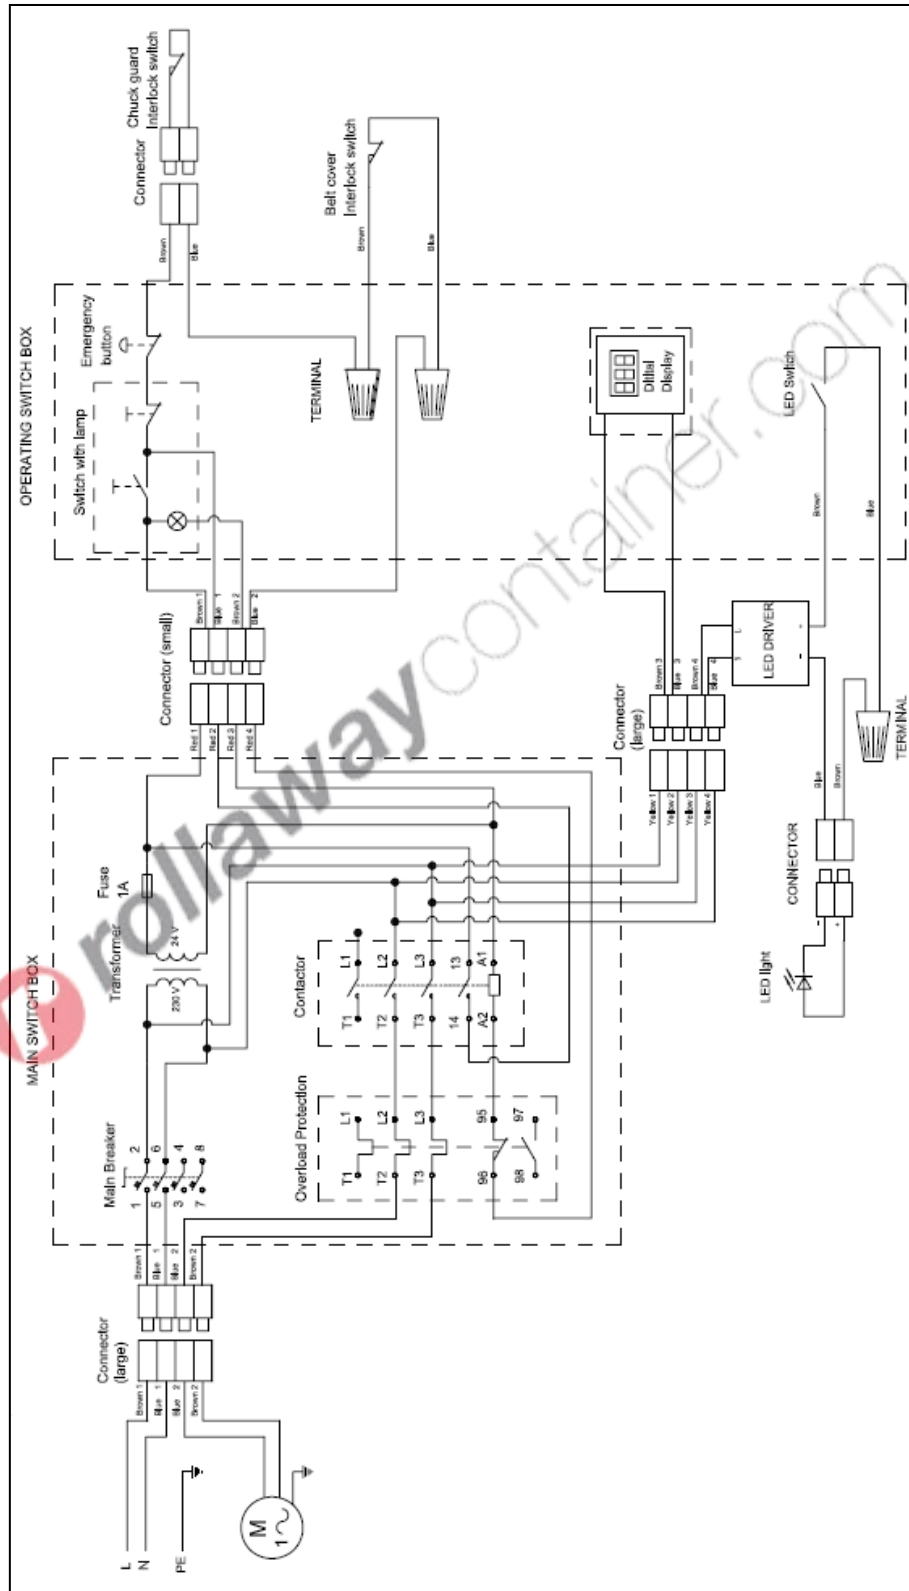 Chuck guard
Interlock switch
Connector
Brown
Blue
Belt cover
Interlock switch
Brown
Blue
OPERATING SWITCH BOX
Emergency
button
Switch with lamp
TERMINAL
Ditlal
Display
LED Switch
Brown
Blue
Brown 1
Blue 1
Brown 2
Blue 2
Connector (small)
Red 1
Red 2
Red 3
Red 4
LED DRIVER
L
+
-
Brown 3
Blue 3
Brown 4
Blue 4
Connector
(large)
Yellow 1
Yellow 2
Yellow 3
Yellow 4
Blue
Brown
TERMINAL
CONNECTOR
-
+
LED light
MAIN SWITCH BOX
Fuse
1A
Transformer
24 V
230 V
Contactor
L1
L2
L3
13
A1
T1
T2
T3
14
A2
Overload Protection
L1
L2
L3
95
97
T1
T2
T3
96
98
Main Breaker
2
6
4
8
1
5
3
7
Brown 1
Blue 1
Blue 2
Brown 2
Connector
(large)
Brown 1
Blue 1
Blue 2
Brown 2
L
N
PE
M
1~
rollawaycontainer.com